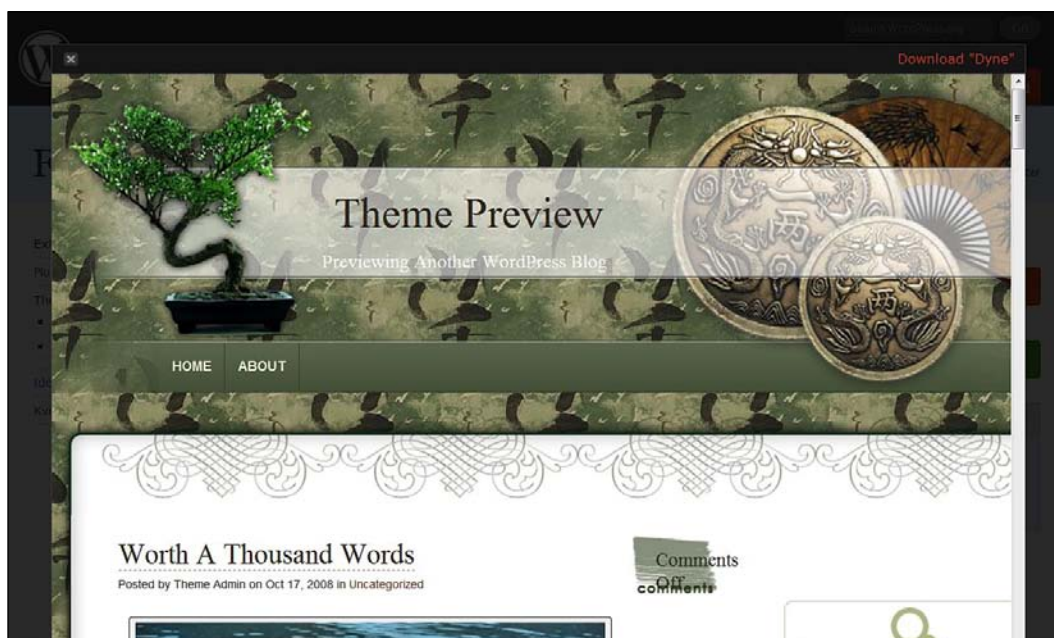 Download "Dyne"
Theme Preview
Previewing Another WordPress Blog
HOME ABOUT
Worth A Thousand Words
Posted by Theme Admin on Oct 17, 2008 in Uncategorized
Comments
Off
comments
两